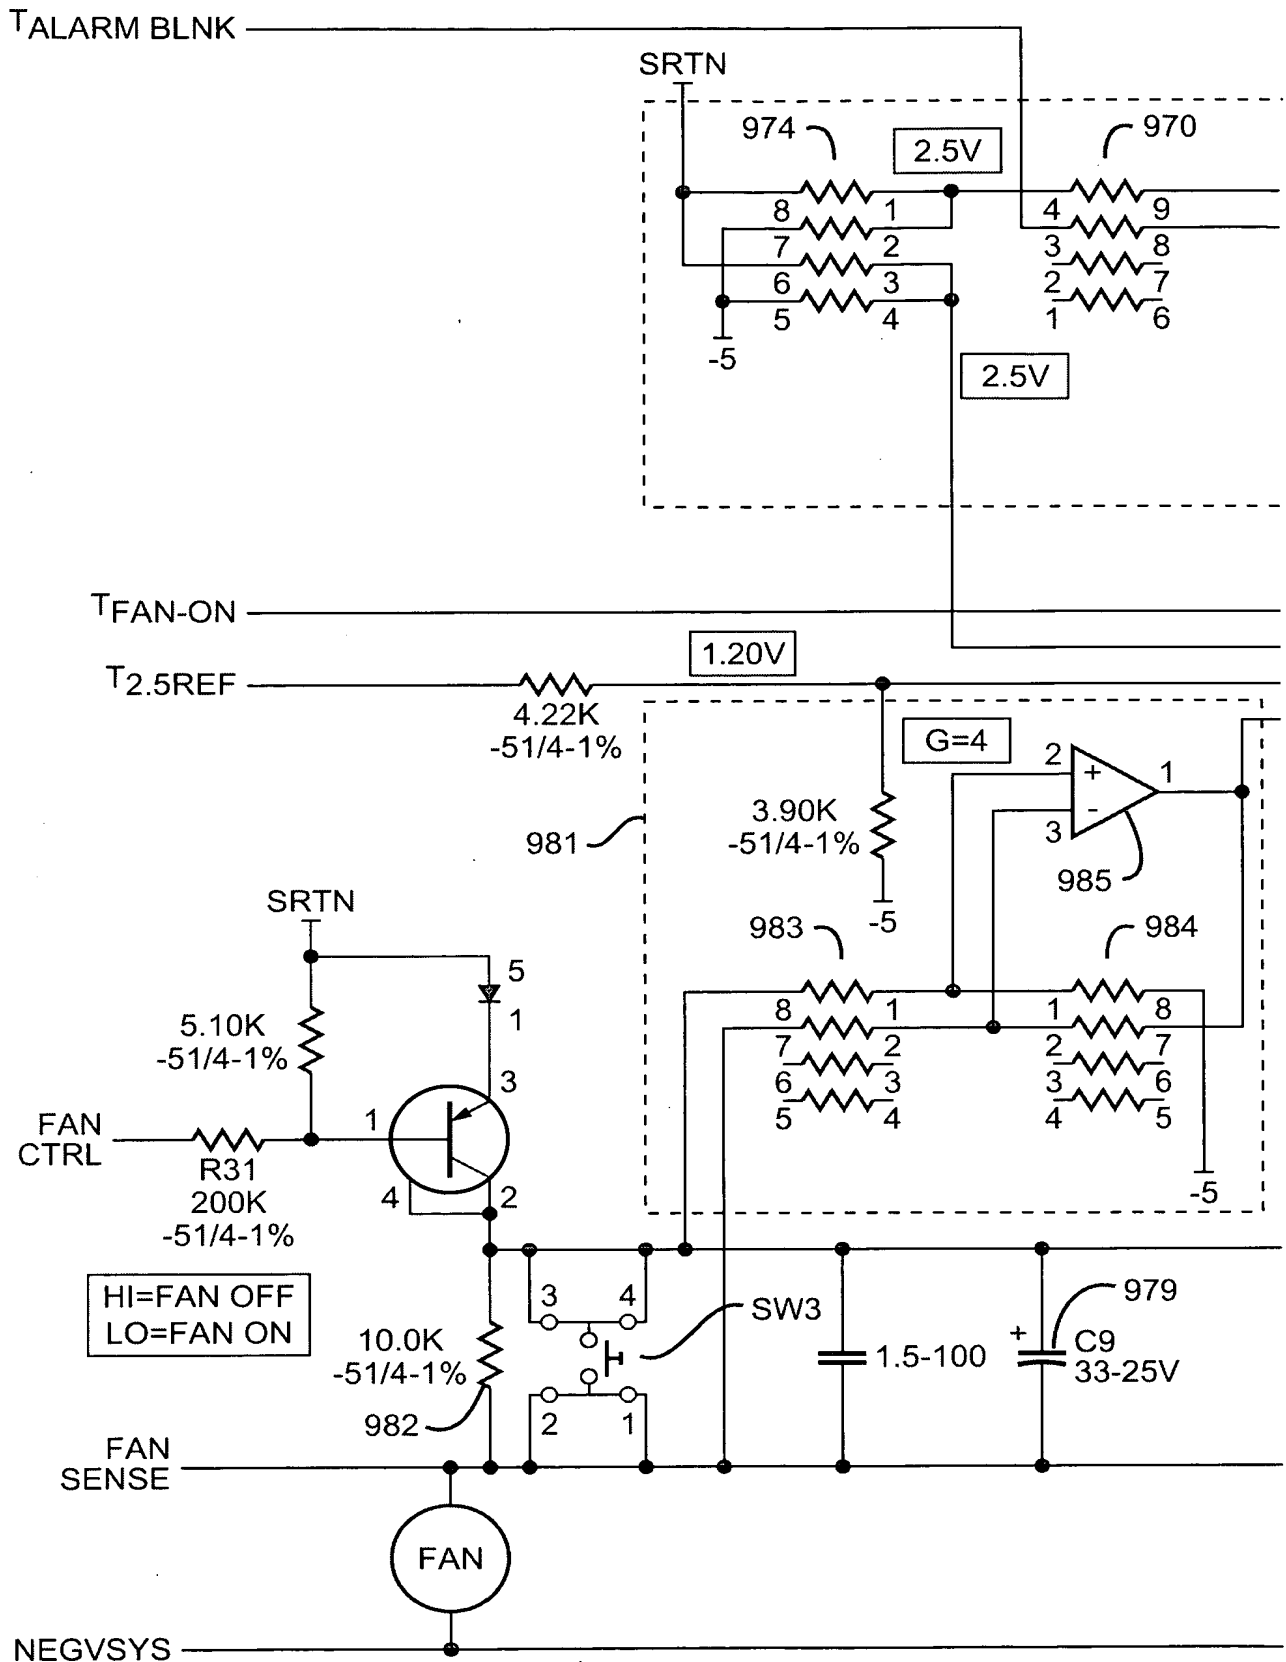 TALARM BLNK
SRTN
974
2.5V
970
8 1 4 9
7 2 3 8
6 3 2 7
5 4 1 6
-5
2.5V
TFAN-ON
1.20V
T2.5REF
4.22K
-51/4-1%
G=4
2
+
1
-
3
985
981
3.90K
-51/4-1%
-5
SRTN
983
984
5
5.10K
-51/4-1%
1
8 1 1 8
7 2 2 7
6 3 3 6
5 4 4 5
3
1
FAN
CTRL
R31
200K
-51/4-1%
4 2
-5
HI=FAN OFF
LO=FAN ON
3 4
SW3
979
10.0K
-51/4-1%
1.5-100
+
C9
33-25V
982
2 1
FAN
SENSE
FAN
NEGVSYS